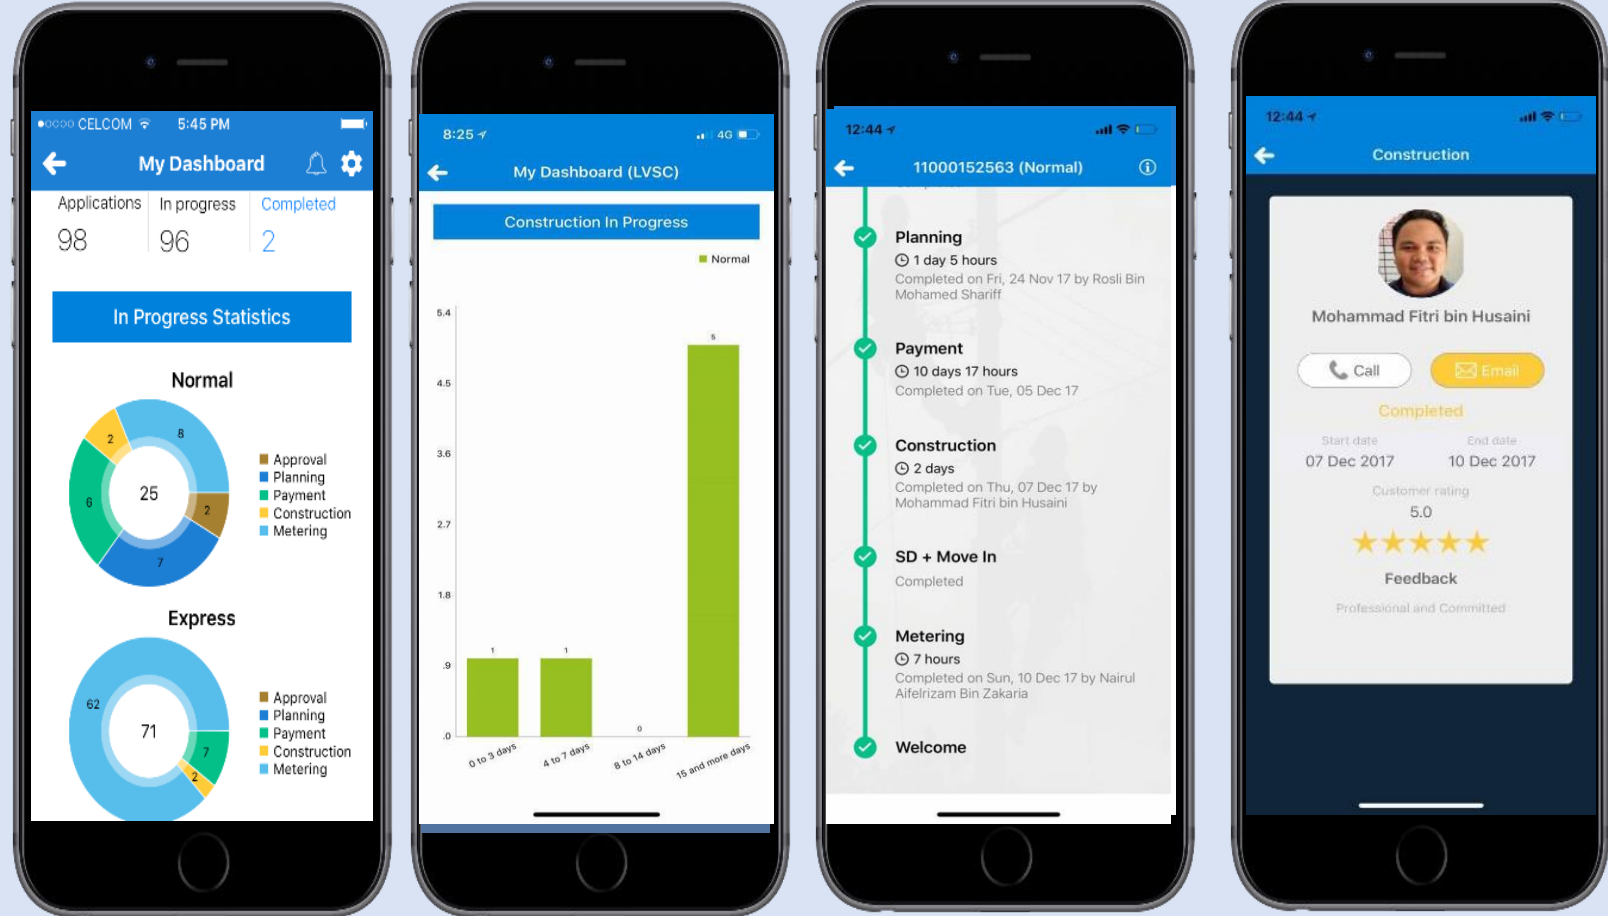 CELCOM 5:45 PM
My Dashboard
Applications In progress Completed
98 96 2
In Progress Statistics
Normal
8
2
6
25
2
7
Approval
Planning
Payment
Construction
Metering
Express
62
71
7
2
Approval
Planning
Payment
Construction
Metering
8:25 4G
My Dashboard (LVSC)
Construction In Progress
Normal
5.4
4.5
3.6
2.7
1.8
.9
.0
1
1
0
5
0 to 3 days
4 to 7 days
8 to 14 days
15 and more days
12:44
11000152563 (Normal)
Planning
1 day 5 hours
Completed on Fri, 24 Nov 17 by Rosli Bin
Mohamed Shariff
Payment
10 days 17 hours
Completed on Tue, 05 Dec 17
Construction
2 days
Completed on Thu, 07 Dec 17 by
Mohammad Fitri bin Husaini
SD + Move In
Completed
Metering
7 hours
Completed on Sun, 10 Dec 17 by Nairul
Aifelrizam Bin Zakaria
Welcome
12:44
Construction
Mohammad Fitri bin Husaini
Call Email
Completed
Start date End date
07 Dec 2017 10 Dec 2017
Customer rating
5.0
Feedback
Professional and Committed